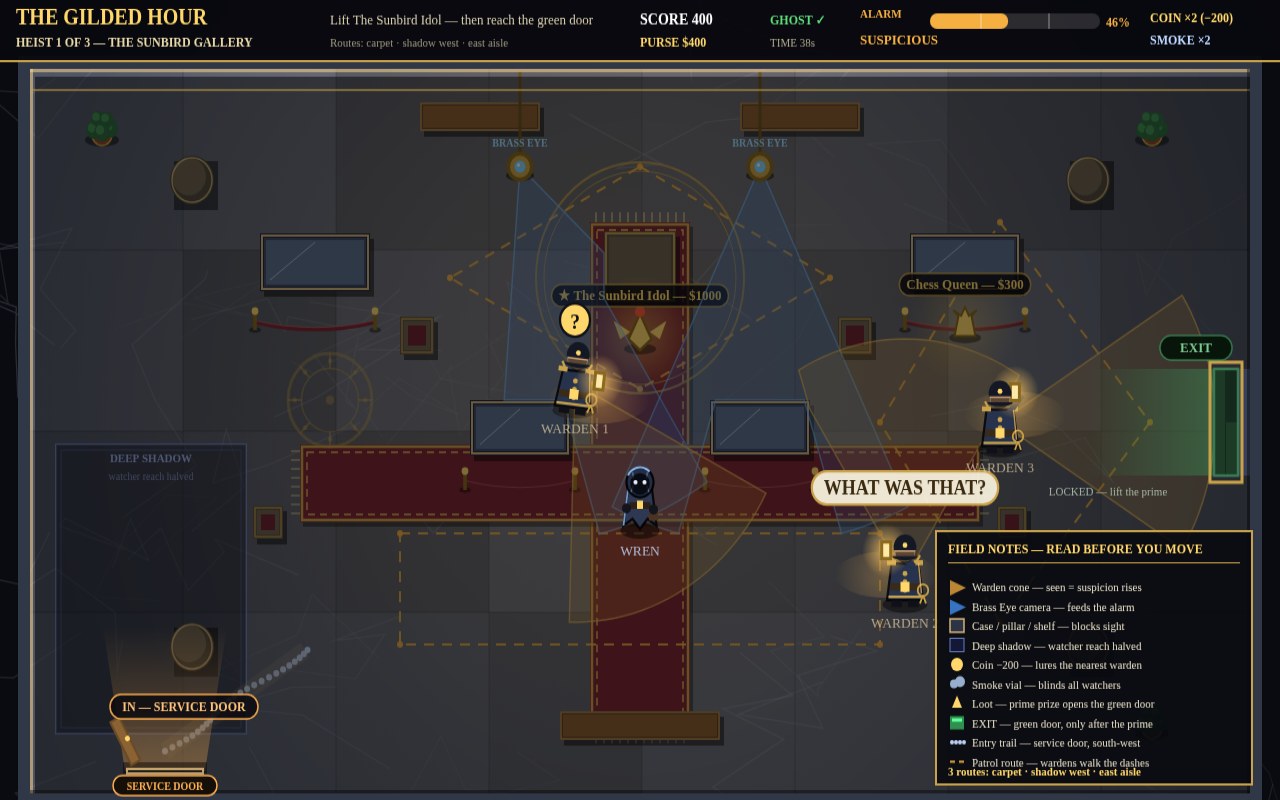 THE GILDED HOUR
HEIST 1 OF 3 — THE SUNBIRD GALLERY
Lift The Sunbird Idol — then reach the green door
Routes: carpet · shadow west · east aisle
SCORE 400
PURSE $400
GHOST ✓
TIME 38s
ALARM
SUSPICIOUS
46%
COIN ×2 (−200)
SMOKE ×2
BRASS EYE
BRASS EYE
★ The Sunbird Idol — $1000
Chess Queen — $300
?
EXIT
WARDEN 1
WARDEN 3
DEEP SHADOW
watcher reach halved
WHAT WAS THAT?
LOCKED — lift the prime
WREN
WARDEN 2
FIELD NOTES — READ BEFORE YOU MOVE
Warden cone — seen = suspicion rises
Brass Eye camera — feeds the alarm
Case / pillar / shelf — blocks sight
Deep shadow — watcher reach halved
Coin −200 — lures the nearest warden
Smoke vial — blinds all watchers
Loot — prime prize opens the green door
EXIT — green door, only after the prime
Entry trail — service door, south-west
Patrol route — wardens walk the dashes
3 routes: carpet · shadow west · east aisle
IN — SERVICE DOOR
SERVICE DOOR